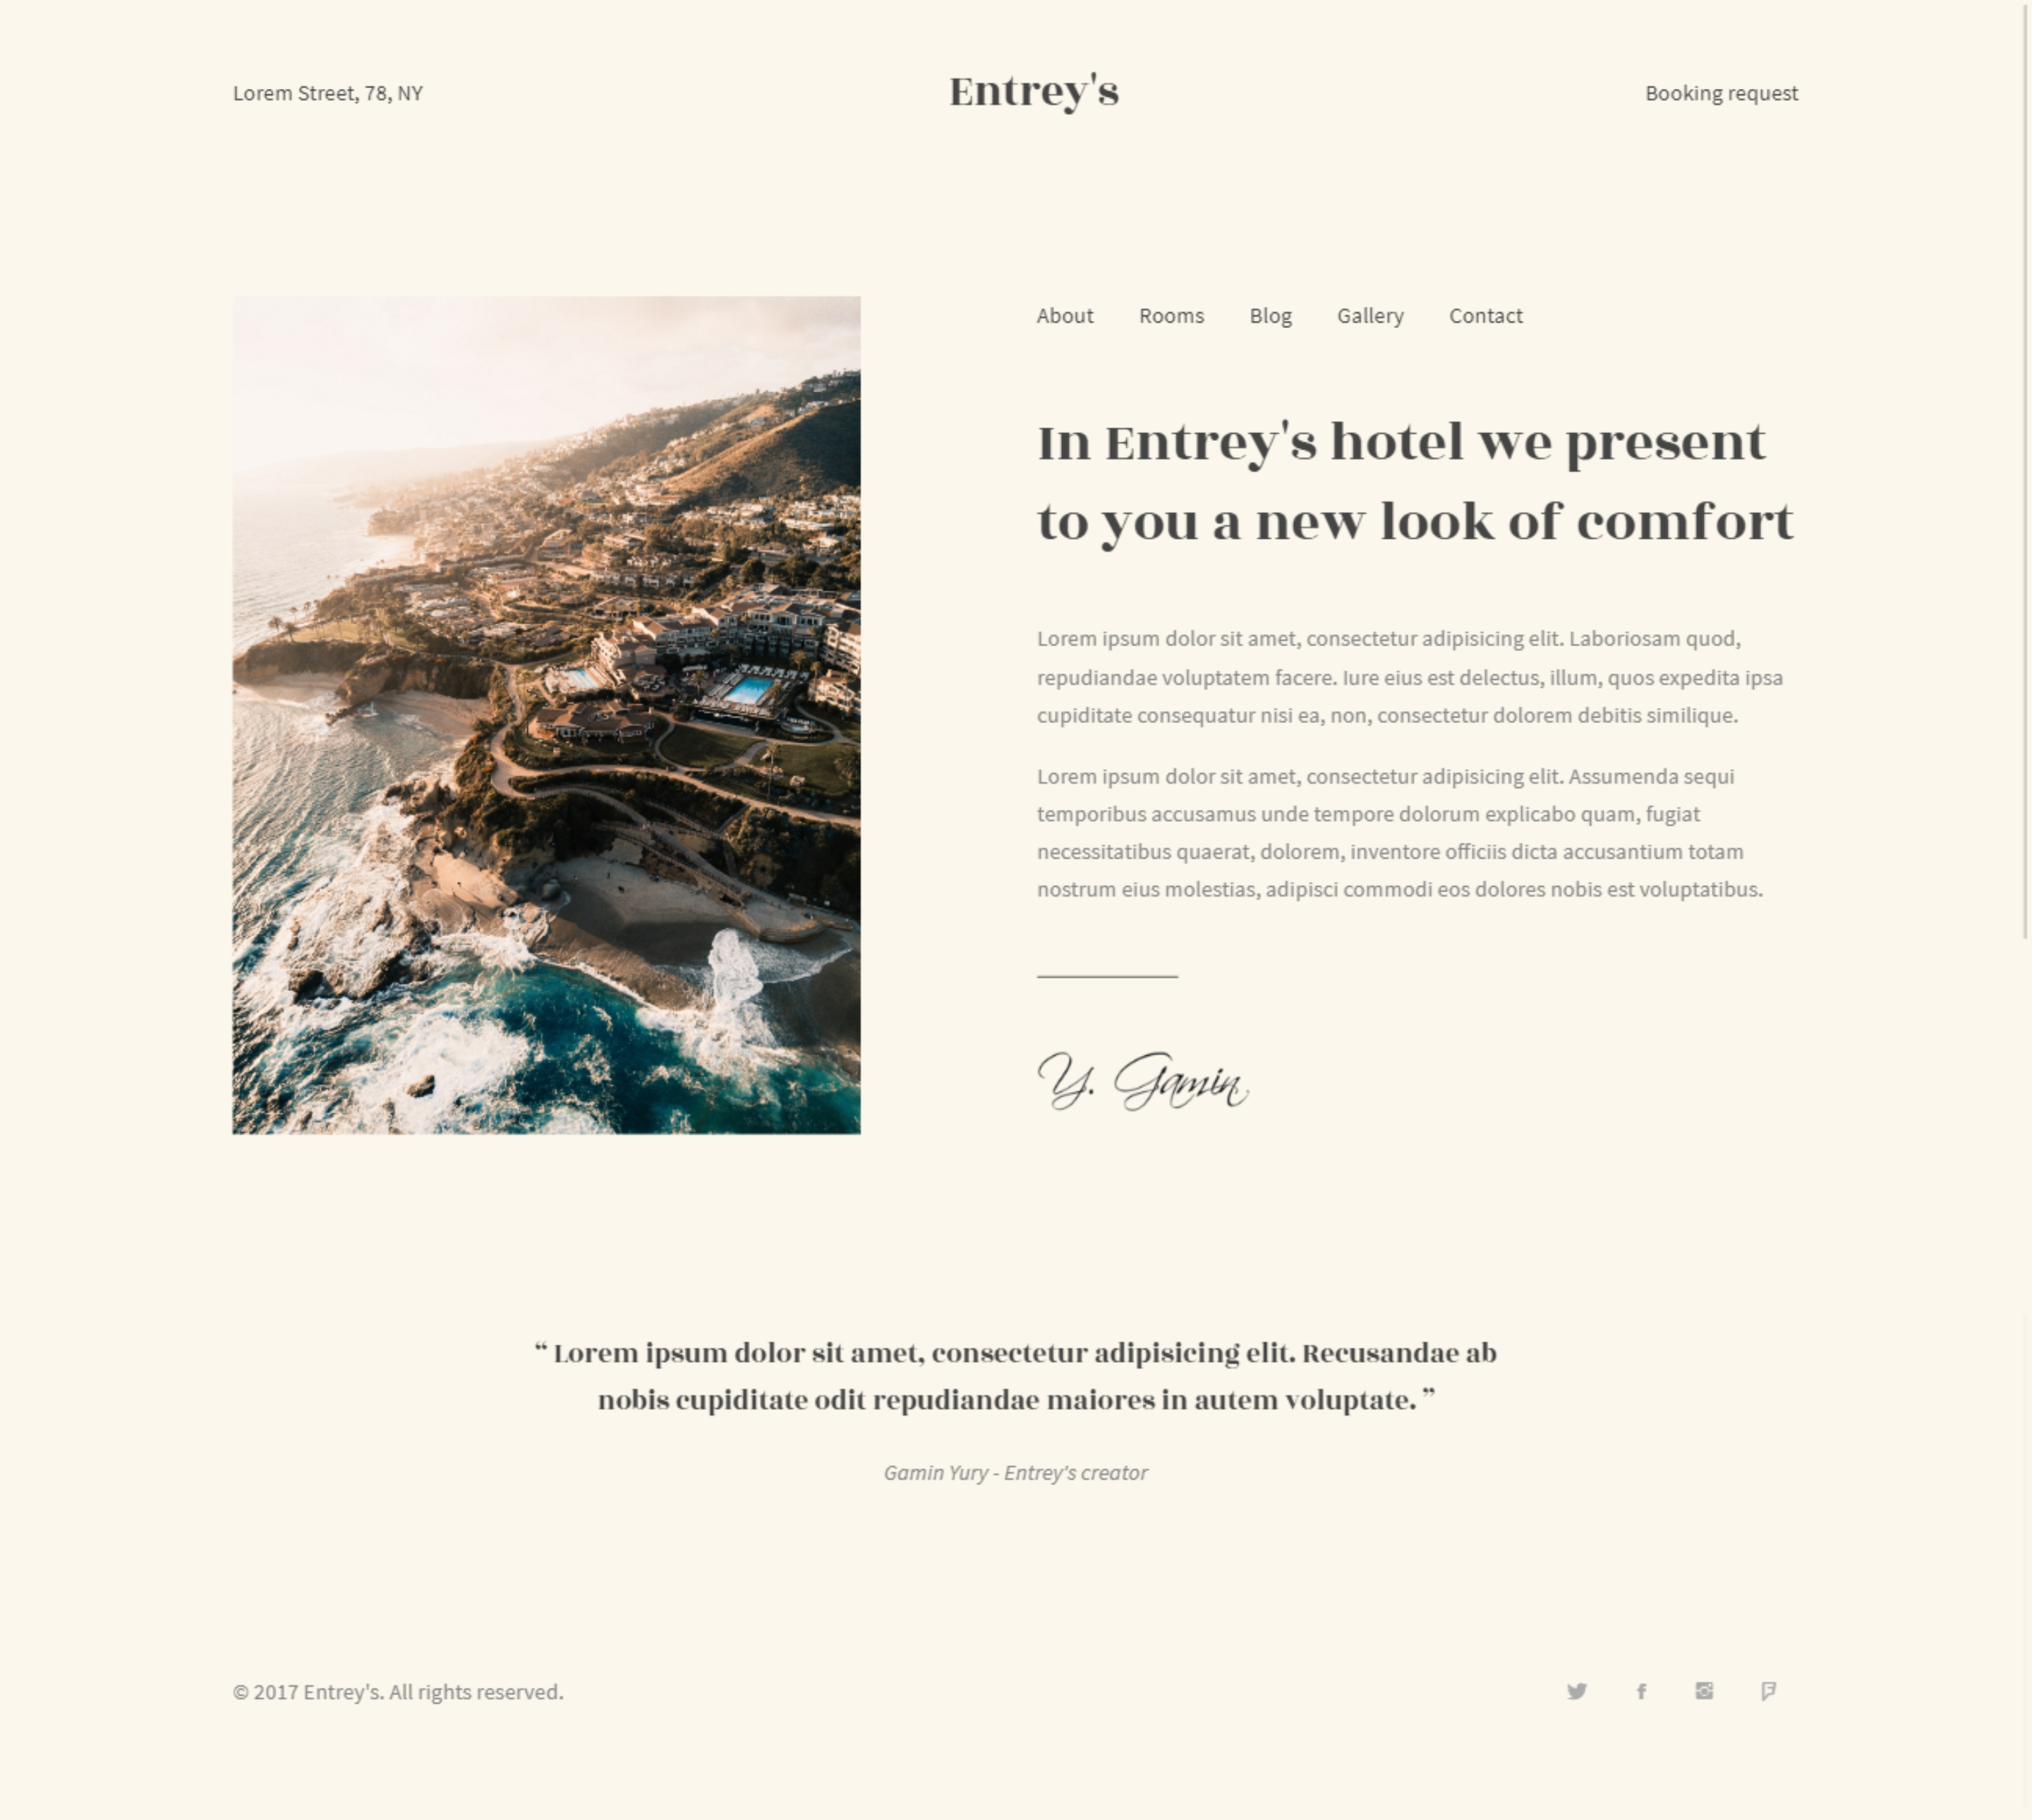 Lorem Street, 78, NY
Entrey's
Booking request
About Rooms Blog Gallery Contact
In Entrey's hotel we present
to you a new look of comfort
Lorem ipsum dolor sit amet, consectetur adipisicing elit. Laboriosam quod,
repudiandae voluptatem facere. Iure eius est delectus, illum, quos expedita ipsa
cupiditate consequatur nisi ea, non, consectetur dolorem debitis similique.
Lorem ipsum dolor sit amet, consectetur adipisicing elit. Assumenda sequi
temporibus accusamus unde tempore dolorum explicabo quam, fugiat
necessitatibus quaerat, dolorem, inventore officiis dicta accusantium totam
nostrum eius molestias, adipisci commodi eos dolores nobis est voluptatibus.
Y. Gamin
“ Lorem ipsum dolor sit amet, consectetur adipisicing elit. Recusandae ab
nobis cupiditate odit repudiandae maiores in autem voluptate. ”
Gamin Yury - Entrey's creator
© 2017 Entrey's. All rights reserved.